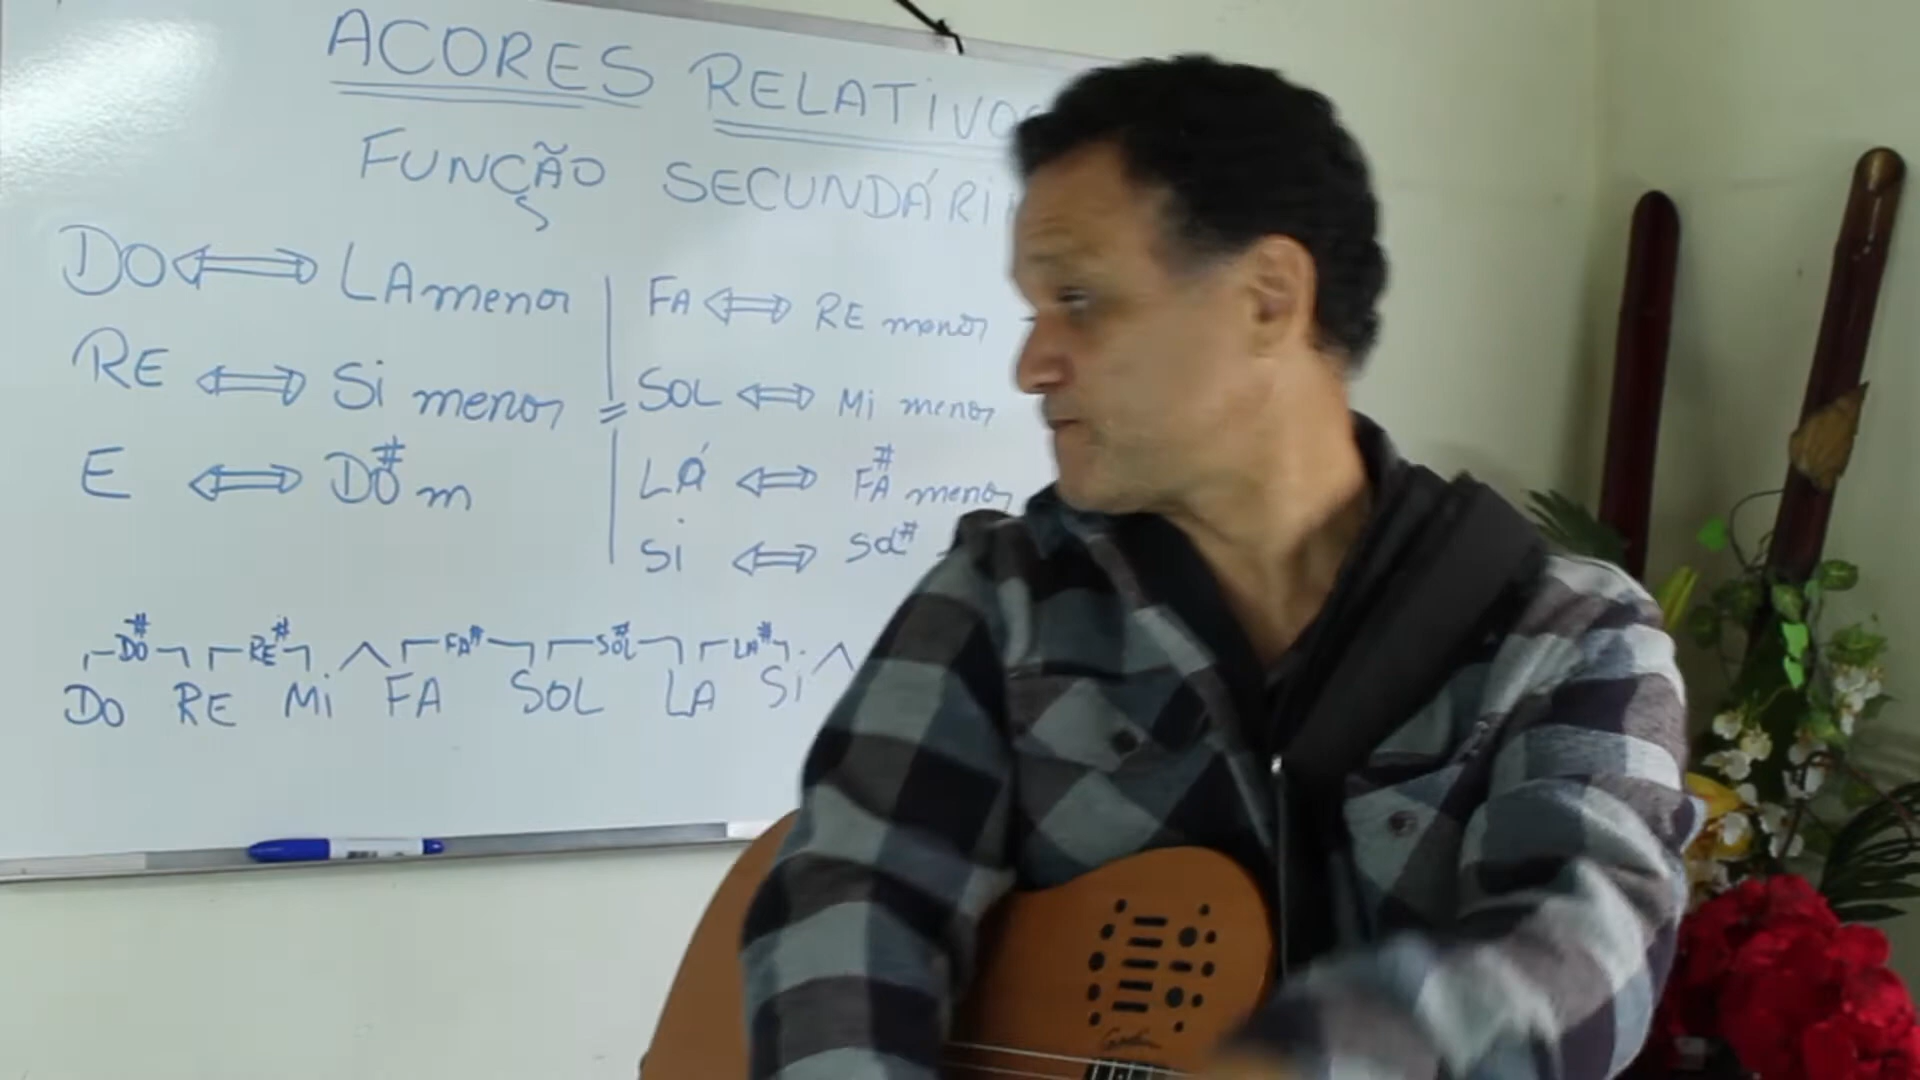 ACORES RELATIVO
FUNÇÃO SECUNDÁRI
DO ⇔ LA menor
RE ⇔ Si menor
E ⇔ DO# m
FA ⇔ RE menor
SOL ⇔ Mi menor
LÁ ⇔ FA# menor
Si ⇔ Sol#
DO# RE# FA# SOL# LA#
DO RE Mi FA SOL LA Si